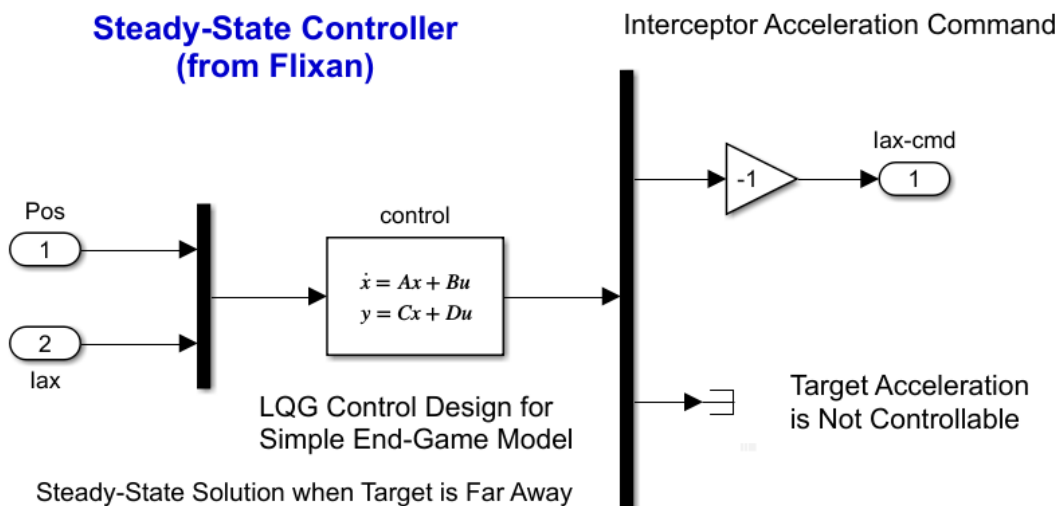 Steady-State Controller
(from Flixan)
Interceptor Acceleration Command
Iax-cmd
-1
1
Pos
1
control
ẋ = Ax + Bu
y = Cx + Du
2
Iax
LQG Control Design for
Simple End-Game Model
Target Acceleration
is Not Controllable
Steady-State Solution when Target is Far Away